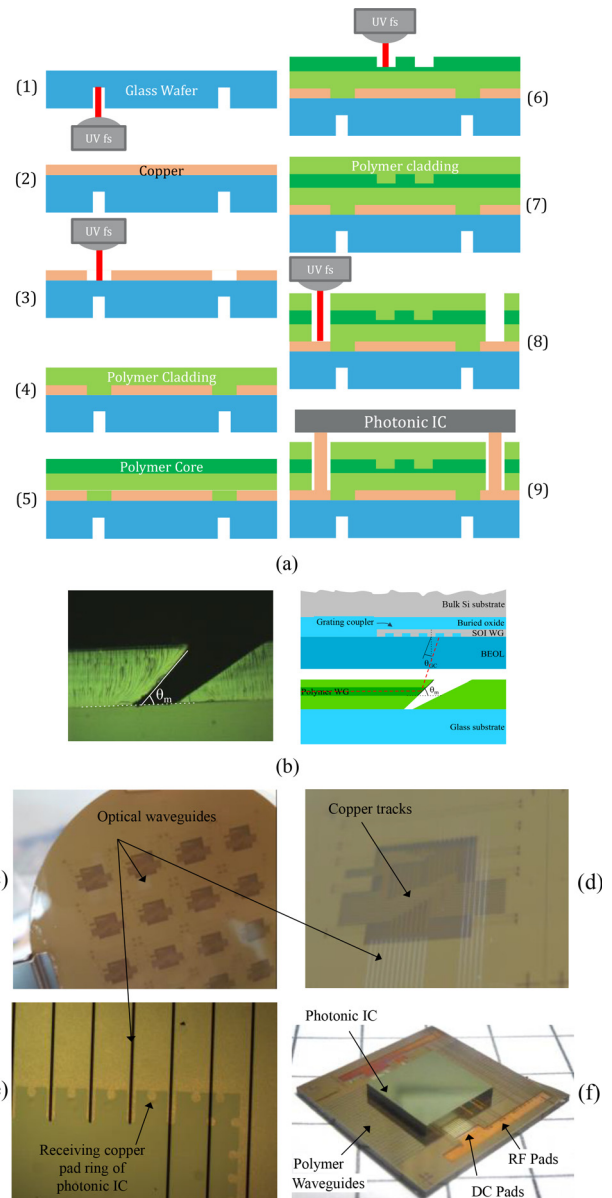 (1)
Glass Wafer
UV fs
(2)
Copper
UV fs
(3)
(4)
Polymer Cladding
(5)
Polymer Core
UV fs
(6)
Polymer cladding
(7)
UV fs
(8)
Photonic IC
(9)
(a)
θm
Bulk Si substrate
Grating coupler
Buried oxide
SOI WG
θGC
BEOL
Polymer WG
θm
Glass substrate
(b)
Optical waveguides
Copper tracks
(d)
Receiving copper
pad ring of
photonic IC
Photonic IC
(f)
Polymer
Waveguides
RF Pads
DC Pads